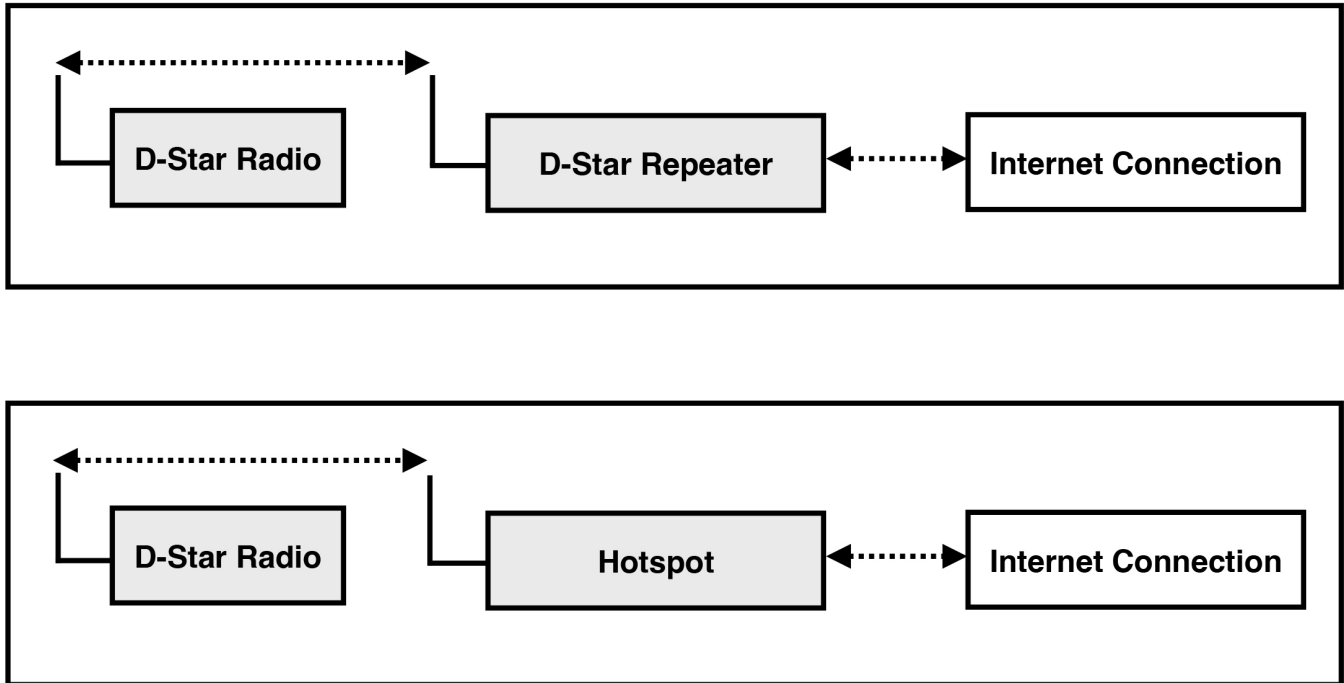 D-Star Radio
D-Star Repeater
Internet Connection
D-Star Radio
Hotspot
Internet Connection